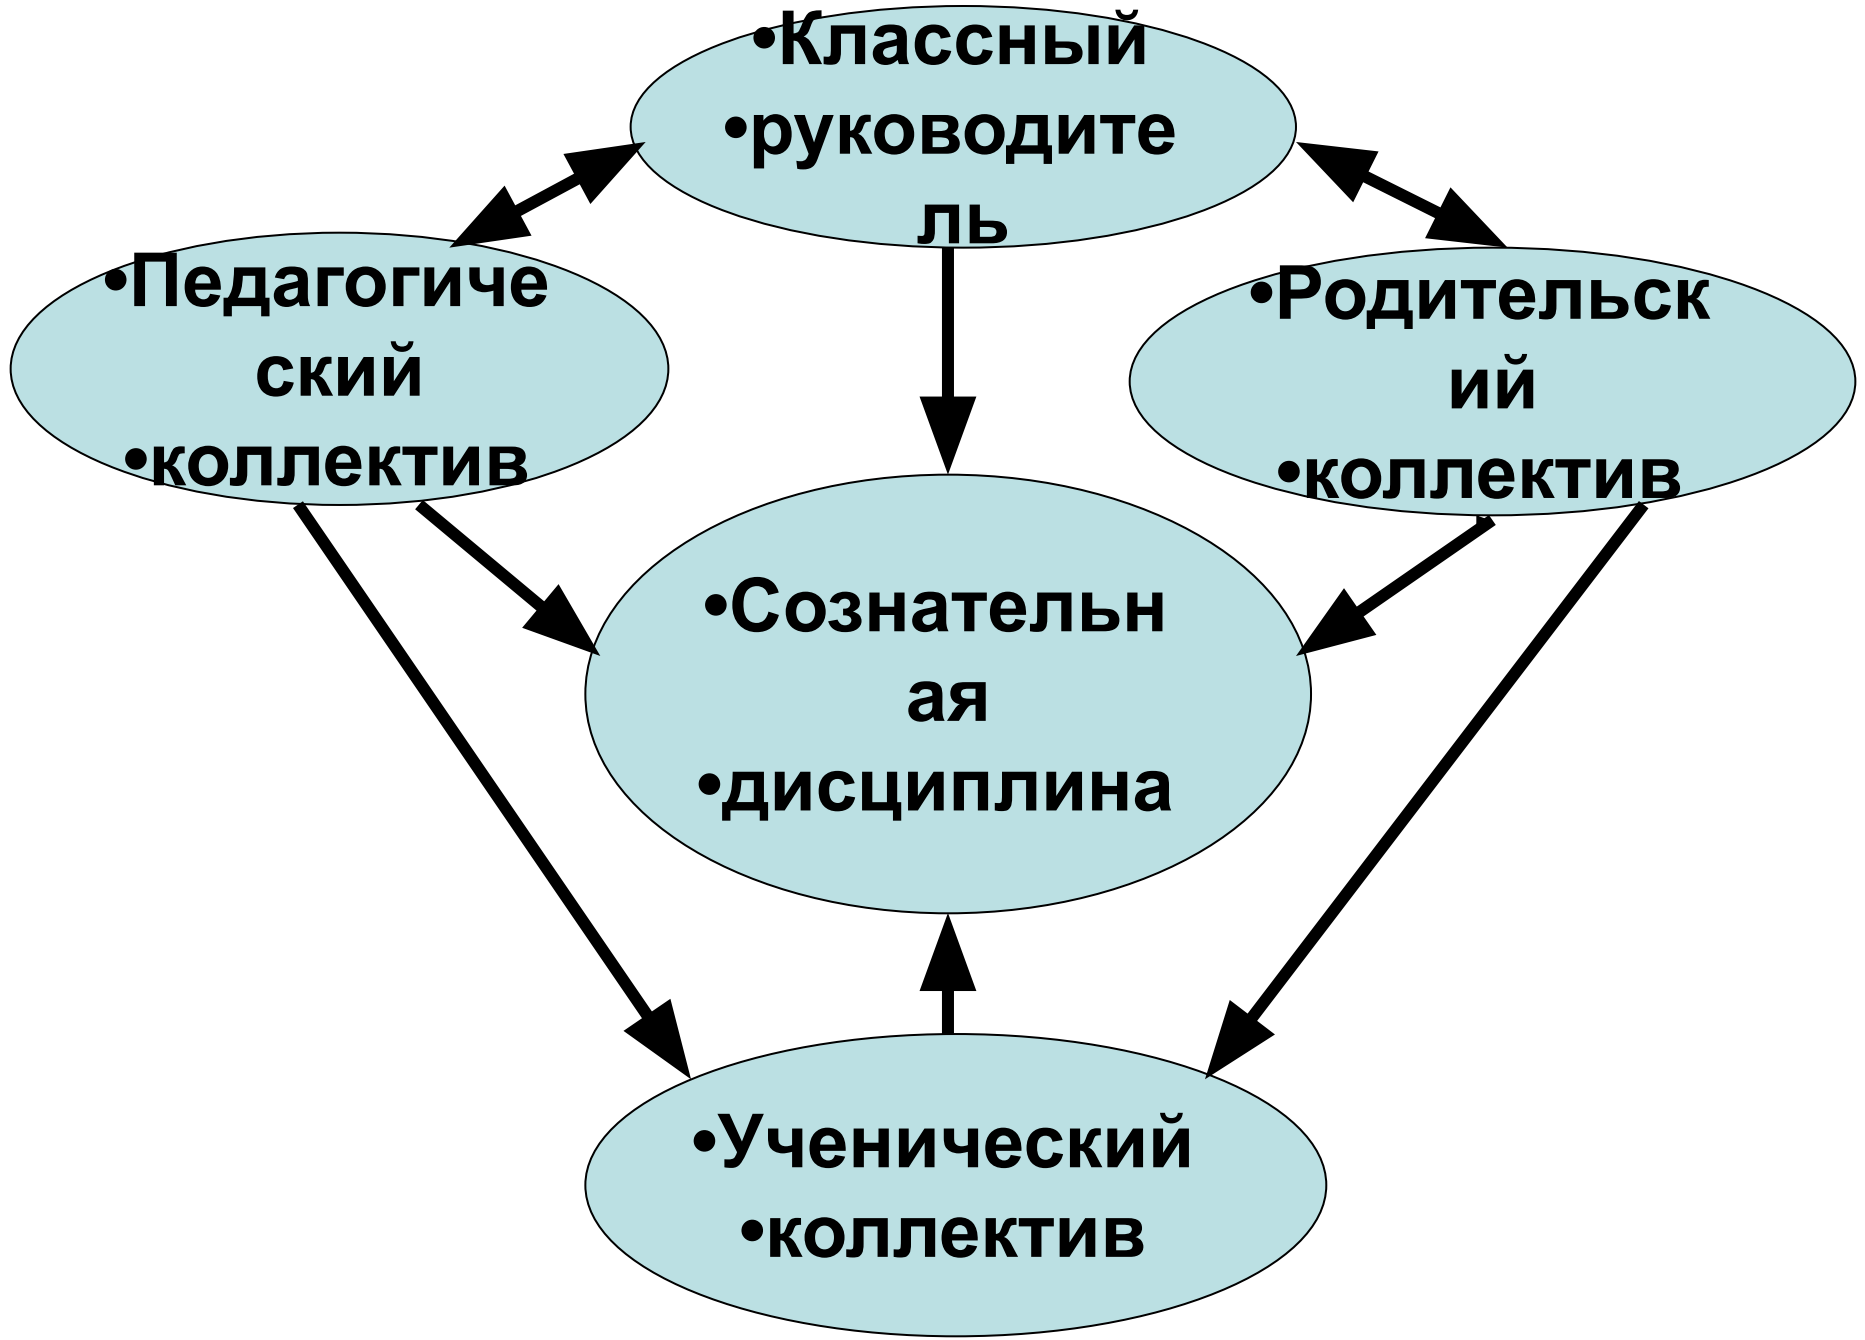 •Классный
•руководите
ль
•Педагогиче
ский
•коллектив
•Родительск
ий
•коллектив
•Сознательн
ая
•дисциплина
•Ученический
•коллектив